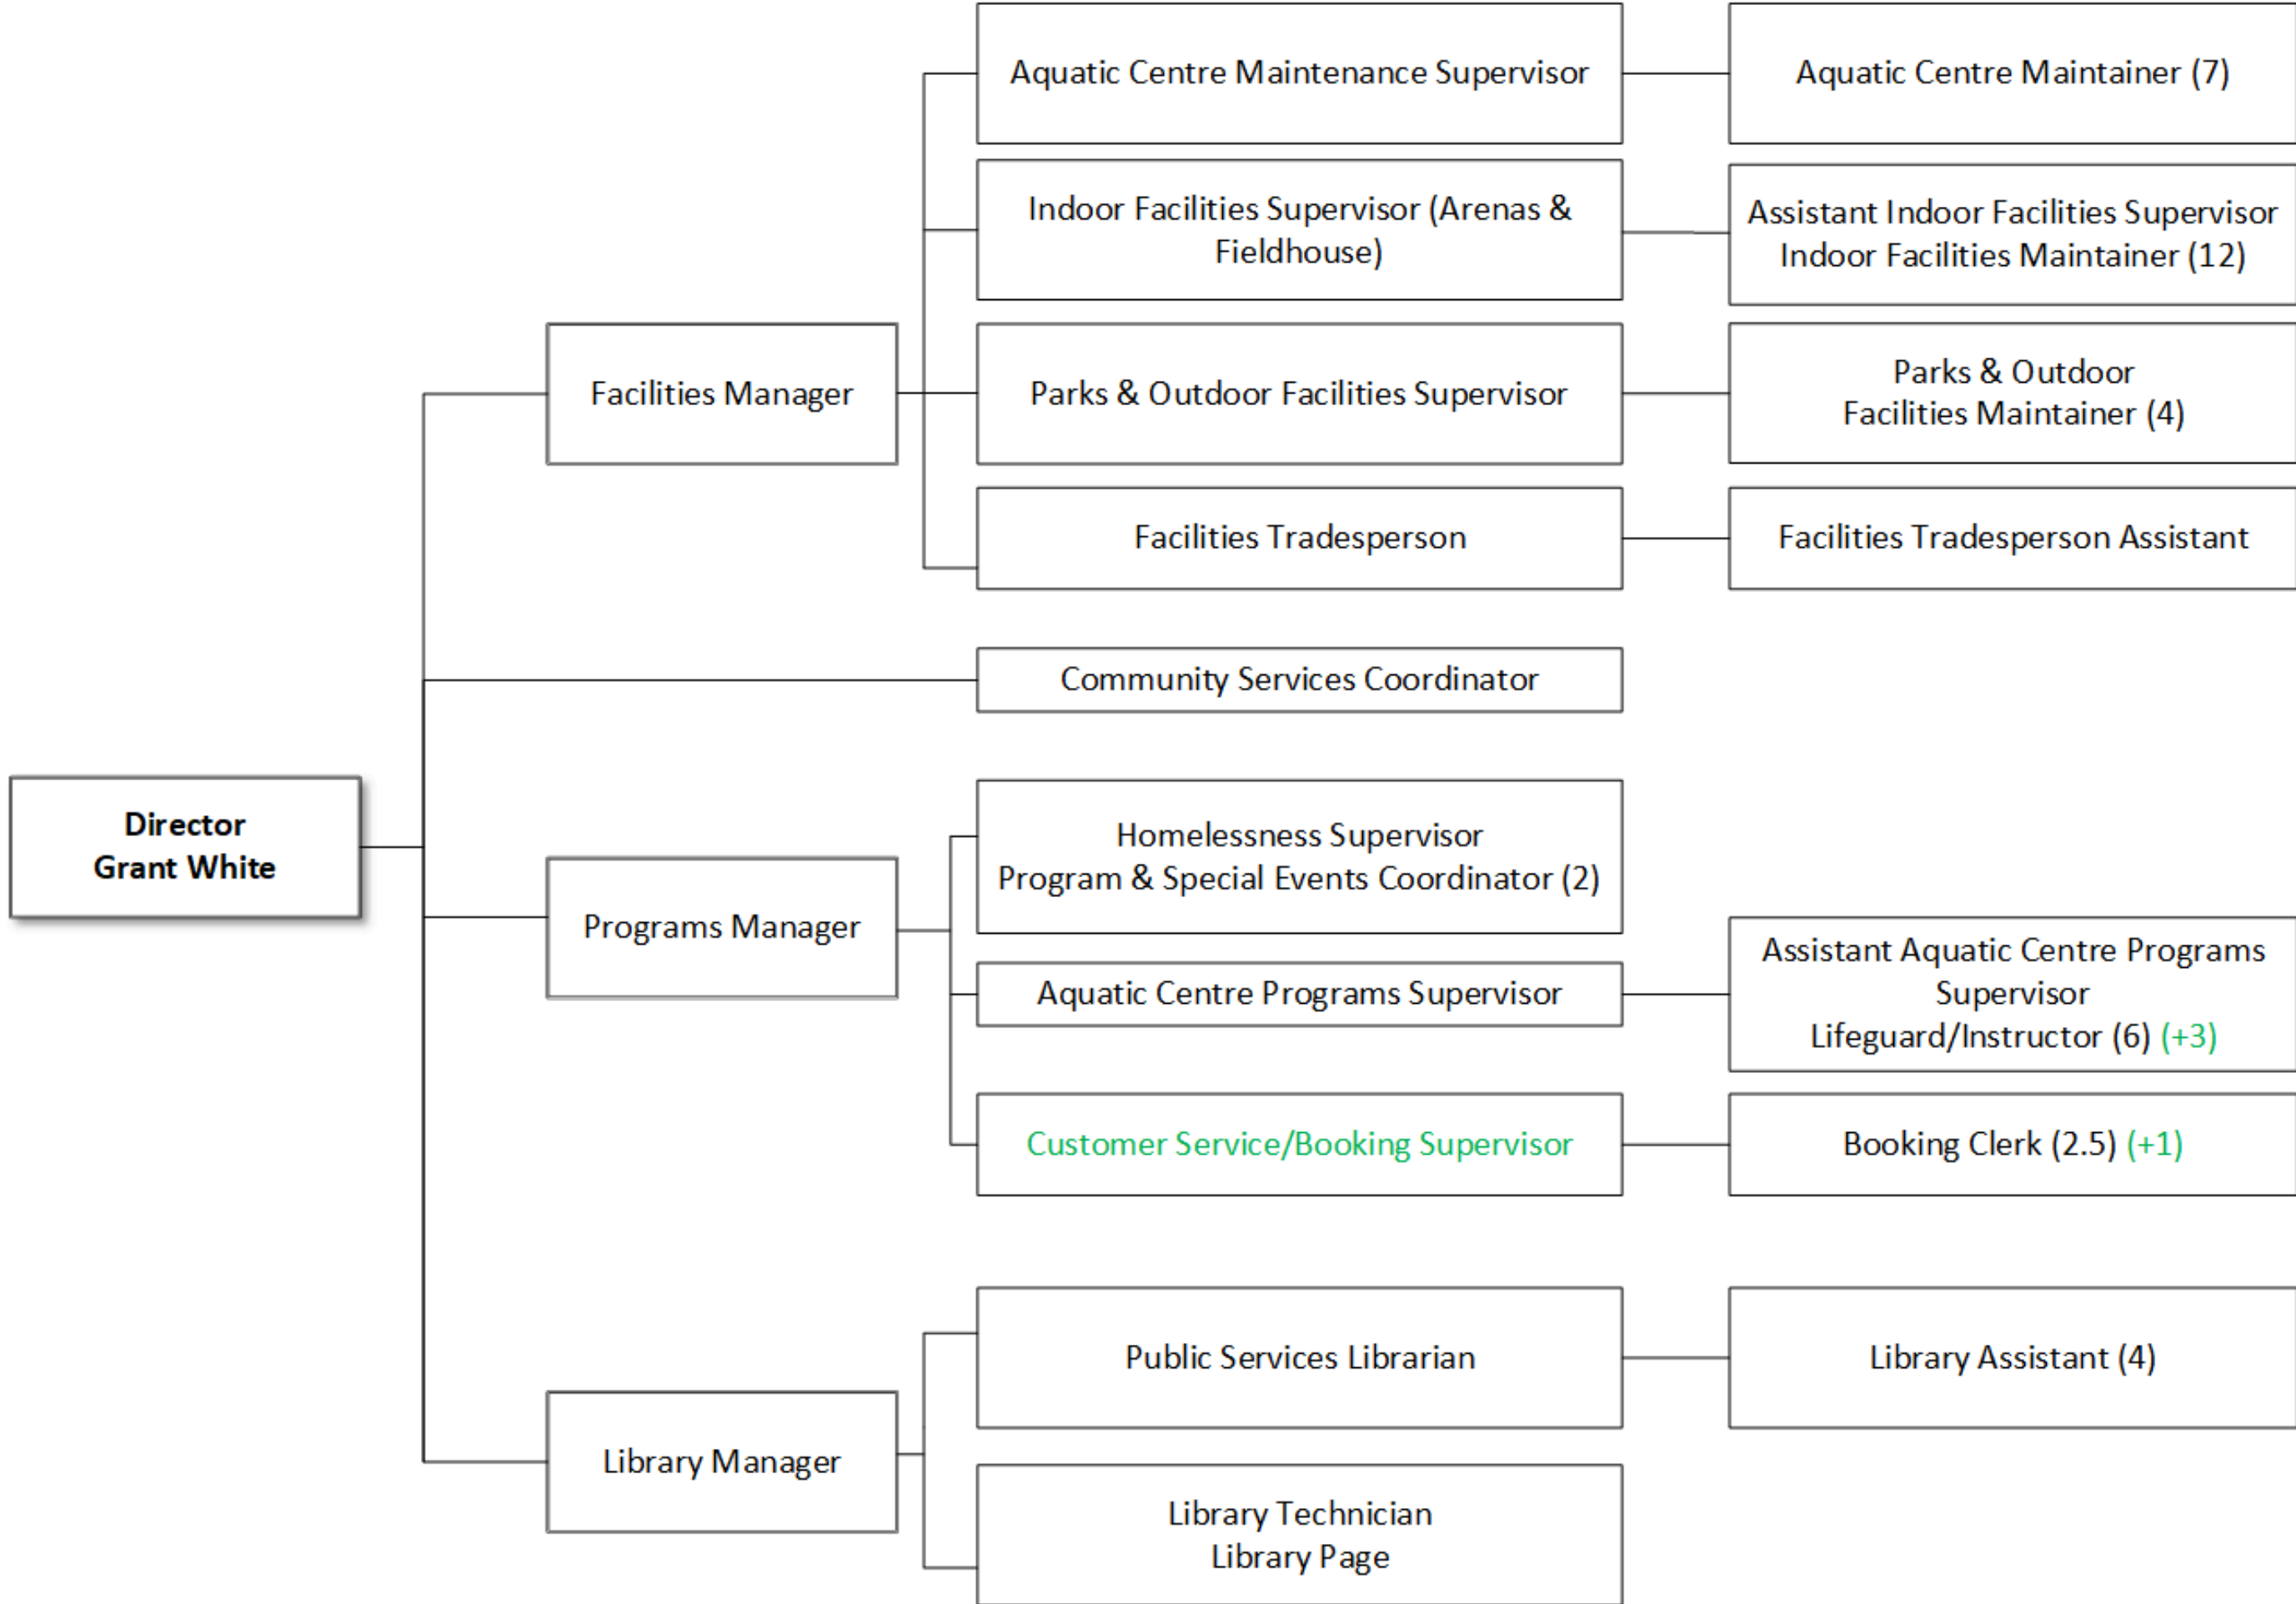 Aquatic Centre Maintenance Supervisor
Aquatic Centre Maintainer (7)
Indoor Facilities Supervisor (Arenas &
Fieldhouse)
Assistant Indoor Facilities Supervisor
Indoor Facilities Maintainer (12)
Facilities Manager
Parks & Outdoor Facilities Supervisor
Parks & Outdoor
Facilities Maintainer (4)
Facilities Tradesperson
Facilities Tradesperson Assistant
Community Services Coordinator
Director
Grant White
Programs Manager
Homelessness Supervisor
Program & Special Events Coordinator (2)
Aquatic Centre Programs Supervisor
Assistant Aquatic Centre Programs
Supervisor
Lifeguard/Instructor (6) (+3)
Customer Service/Booking Supervisor
Booking Clerk (2.5) (+1)
Library Manager
Public Services Librarian
Library Assistant (4)
Library Technician
Library Page